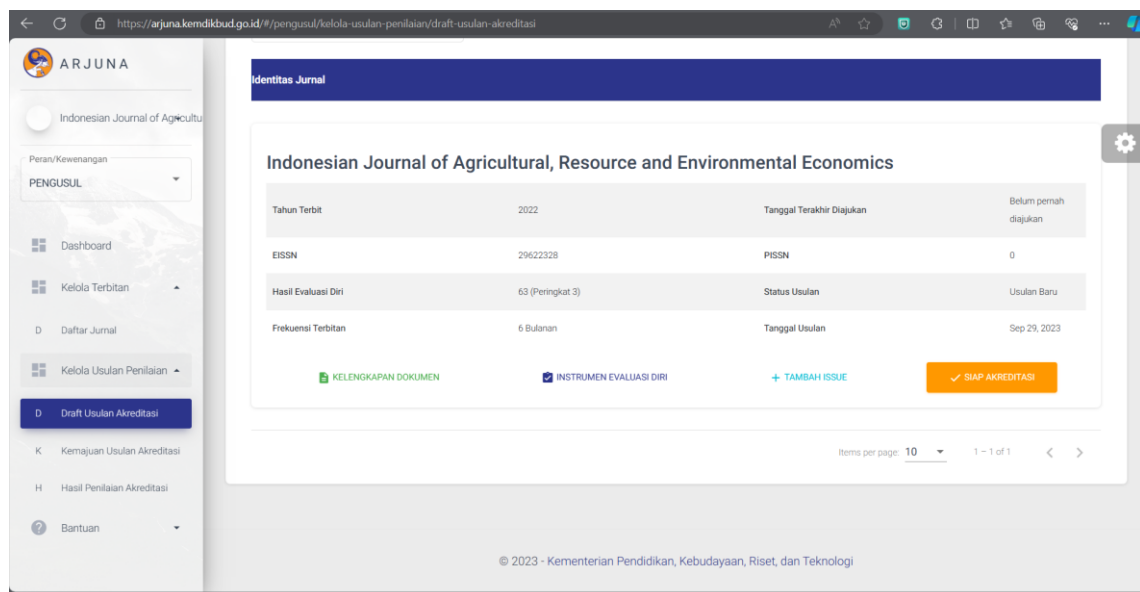 https://arjuna.kemdikbud.go.id/#/pengusul/kelola-usulan-penilaian/draft-usulan-akreditasi
ARJUNA
Indonesian Journal of Agricultu
Peran/Kewenangan
PENGUSUL
Dashboard
Kelola Terbitan
D Daftar Jurnal
Kelola Usulan Penilaian
D Draft Usulan Akreditasi
K Kemajuan Usulan Akreditasi
H Hasil Penilaian Akreditasi
Bantuan
Identitas Jurnal
Indonesian Journal of Agricultural, Resource and Environmental Economics
Tahun Terbit 2022 Tanggal Terakhir Diajukan Belum pernah
diajukan
EISSN 29622328 PISSN 0
Hasil Evaluasi Diri 63 (Peringkat 3) Status Usulan Usulan Baru
Frekuensi Terbitan 6 Bulanan Tanggal Usulan Sep 29, 2023
KELENGKAPAN DOKUMEN INSTRUMEN EVALUASI DIRI + TAMBAH ISSUE SIAP AKREDITASI
Items per page: 10 1 – 1 of 1
© 2023 - Kementerian Pendidikan, Kebudayaan, Riset, dan Teknologi